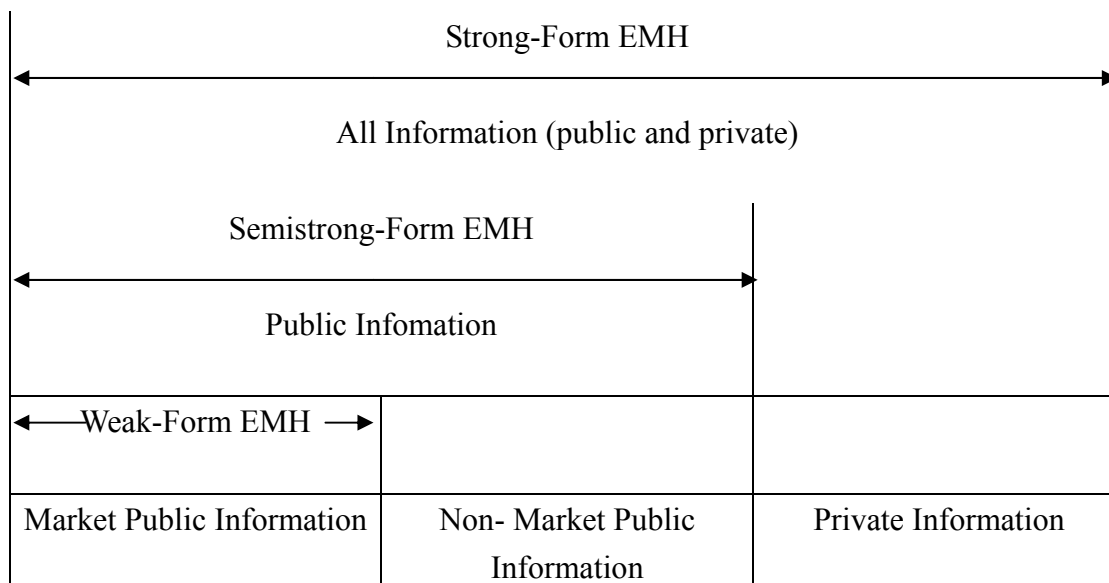 Strong-Form EMH
All Information (public and private)
Semistrong-Form EMH
Public Infomation
Weak-Form EMH
Market Public Information
Non- Market Public
Information
Private Information